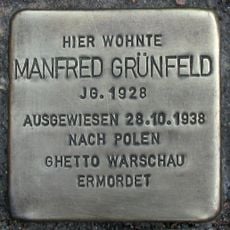 HIER WOHNTE
MANFRED GRÜNFELD
JG. 1928
AUSGEWIESEN 28.10.1938
NACH POLEN
GHETTO WARSCHAU
ERMORDET